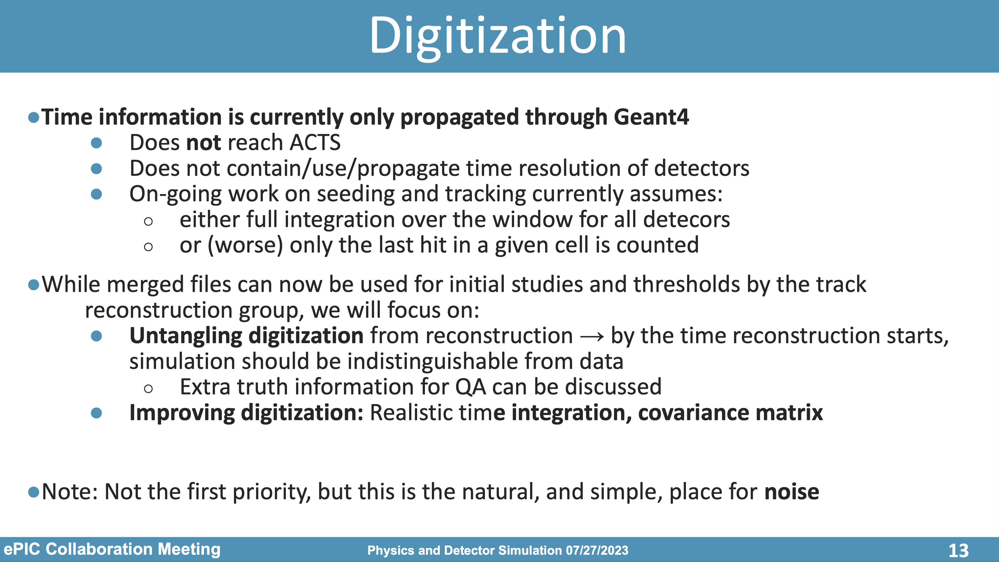 Digitization
●Time information is currently only propagated through Geant4
● Does not reach ACTS
● Does not contain/use/propagate time resolution of detectors
● On-going work on seeding and tracking currently assumes:
○ either full integration over the window for all detecors
○ or (worse) only the last hit in a given cell is counted
●While merged files can now be used for initial studies and thresholds by the track
reconstruction group, we will focus on:
● Untangling digitization from reconstruction → by the time reconstruction starts,
simulation should be indistinguishable from data
○ Extra truth information for QA can be discussed
● Improving digitization: Realistic time integration, covariance matrix
●Note: Not the first priority, but this is the natural, and simple, place for noise
ePIC Collaboration Meeting
Physics and Detector Simulation 07/27/2023
13